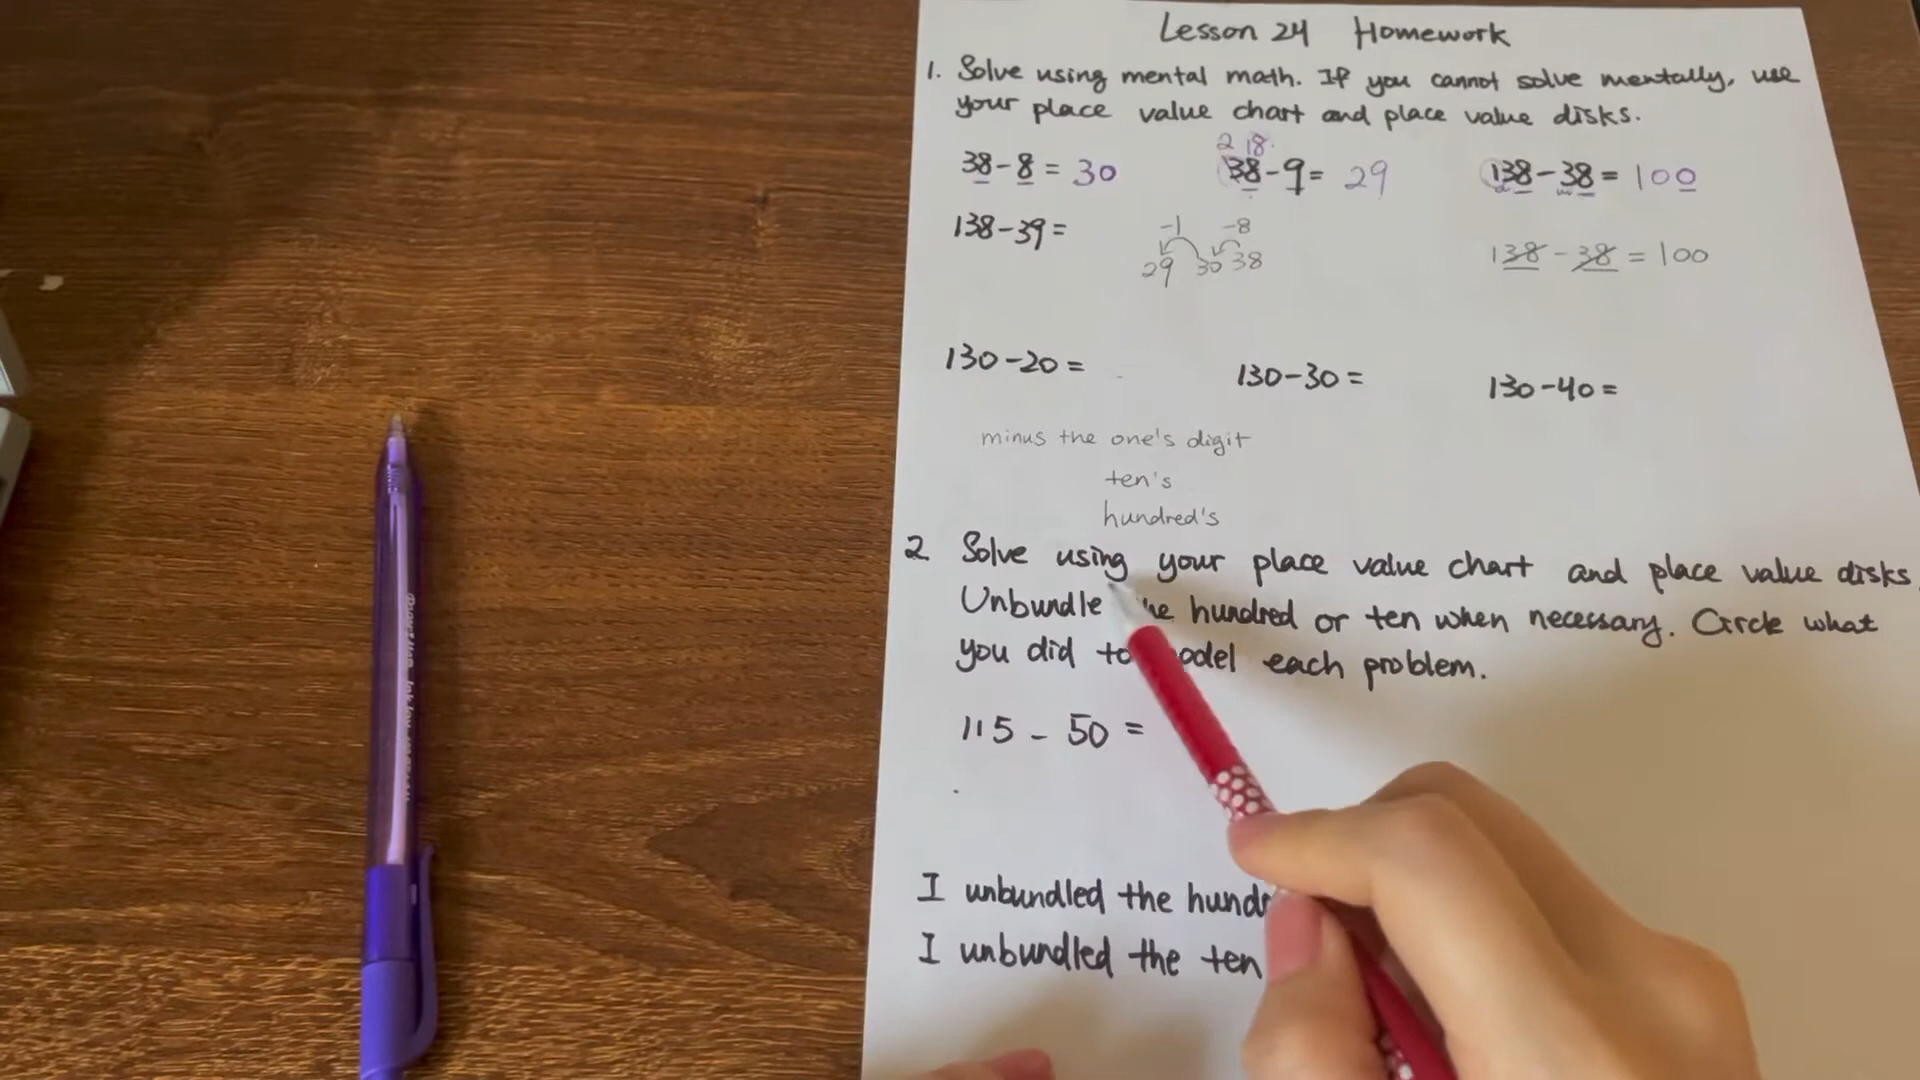 Lesson 24 Homework
1. Solve using mental math. If you cannot solve mentally, use
your place value chart and place value disks.
2 18
38-8 = 30 38-9= 29 138-38= 100
138-39=
-1 -8
29 30 38
138-38 = 100
130-20= 130-30= 130-40=
minus the one's digit
ten's
hundred's
2 Solve using your place value chart and place value disks
Unbundle hundred or ten when necessary. Circle what
you did each problem.
115 - 50 =
I unbundled the
I unbundled the ten